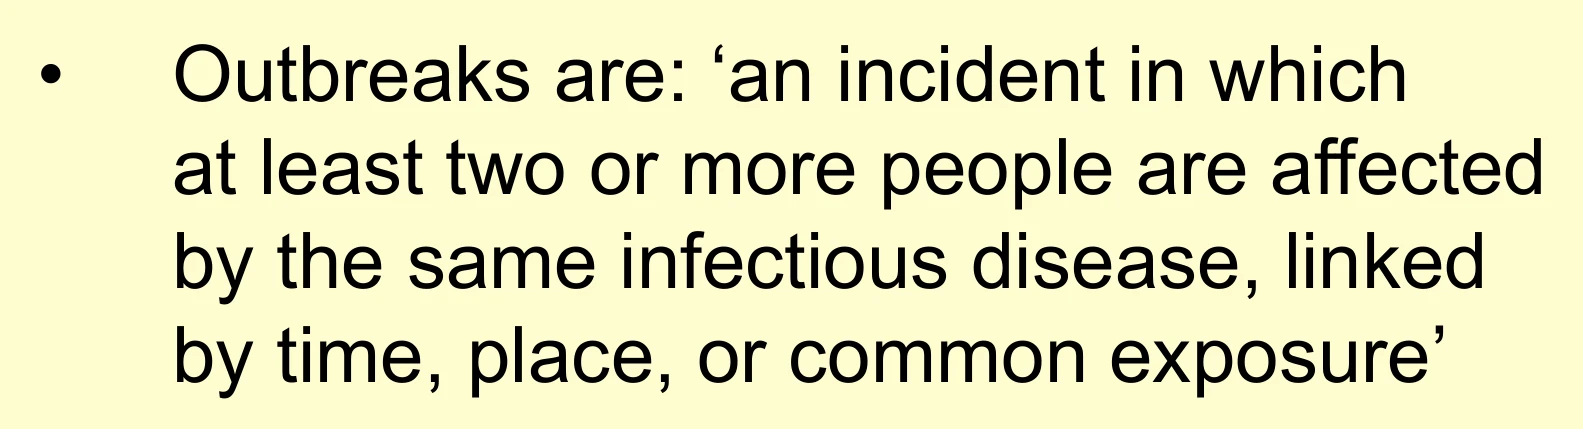 • Outbreaks are: ‘an incident in which
at least two or more people are affected
by the same infectious disease, linked
by time, place, or common exposure’